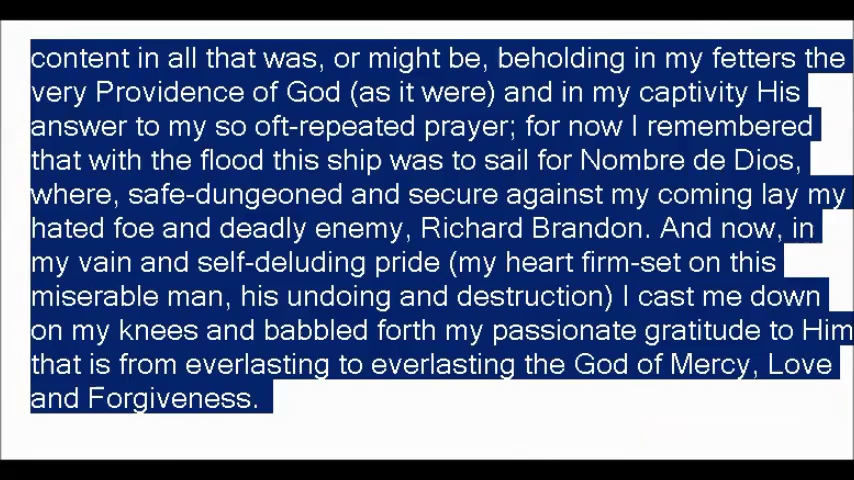 content in all that was, or might be, beholding in my fetters the
very Providence of God (as it were) and in my captivity His
answer to my so oft-repeated prayer; for now I remembered
that with the flood this ship was to sail for Nombre de Dios,
where, safe-dungeoned and secure against my coming lay my
hated foe and deadly enemy, Richard Brandon. And now, in
my vain and self-deluding pride (my heart firm-set on this
miserable man, his undoing and destruction) I cast me down
on my knees and babbled forth my passionate gratitude to Him
that is from everlasting to everlasting the God of Mercy, Love
and Forgiveness.